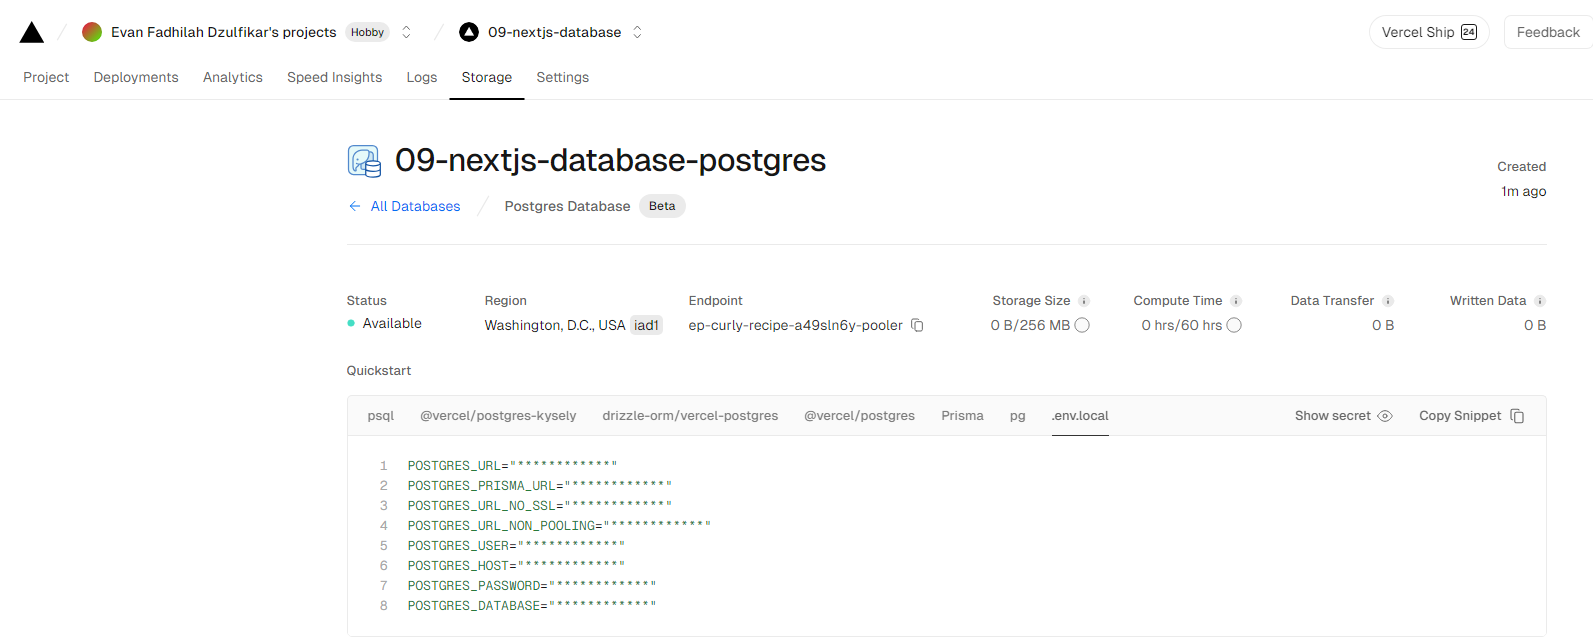 Evan Fadhilah Dzulfikar's projects Hobby 09-nextjs-database Vercel Ship 24 Feedback
Project Deployments Analytics Speed Insights Logs Storage Settings
09-nextjs-database-postgres
Created
1m ago
← All Databases Postgres Database Beta
Status Region Endpoint Storage Size Compute Time Data Transfer Written Data
Available Washington, D.C., USA iad1 ep-curly-recipe-a49sln6y-pooler 0 B/256 MB 0 hrs/60 hrs 0 B 0 B
Quickstart
psql @vercel/postgres-kysely drizzle-orm/vercel-postgres @vercel/postgres Prisma pg .env.local Show secret Copy Snippet
1 POSTGRES_URL="************"
2 POSTGRES_PRISMA_URL="************"
3 POSTGRES_URL_NO_SSL="************"
4 POSTGRES_URL_NON_POOLING="************"
5 POSTGRES_USER="************"
6 POSTGRES_HOST="************"
7 POSTGRES_PASSWORD="************"
8 POSTGRES_DATABASE="************"